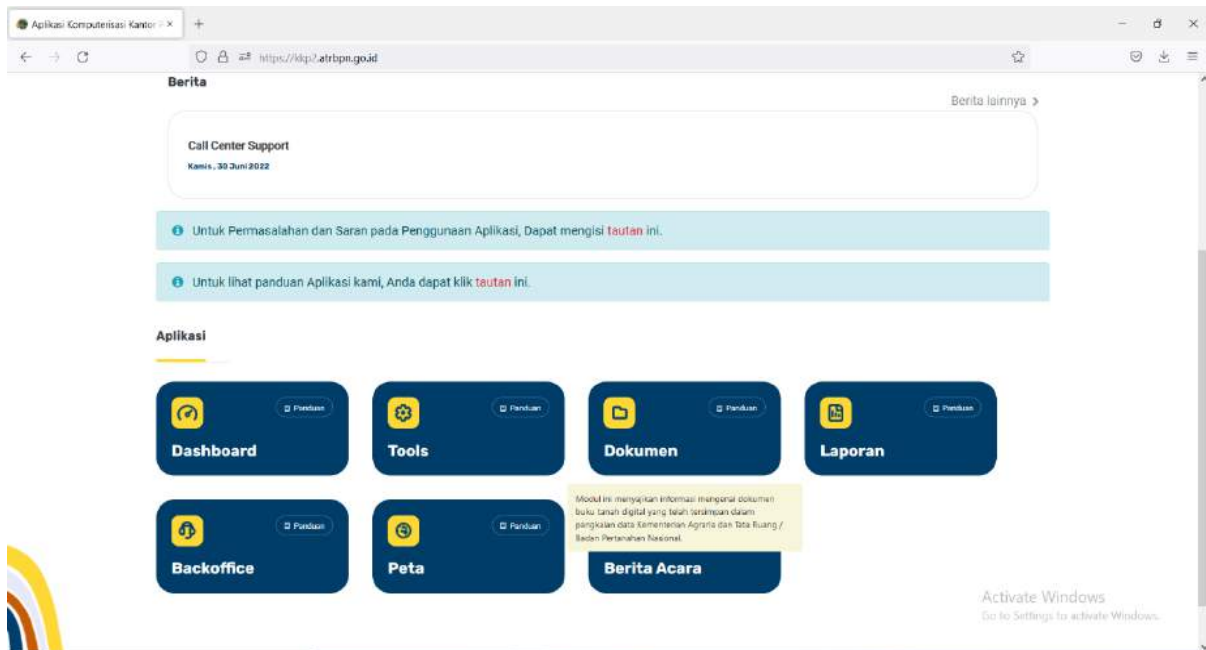 Aplikasi Komputerisasi Kantor
https://kkp2.atrbpn.go.id
Berita
Berita lainnya >
Call Center Support
Kamis, 30 Juni 2022
Untuk Permasalahan dan Saran pada Penggunaan Aplikasi, Dapat mengisi tautan ini.
Untuk lihat panduan Aplikasi kami, Anda dapat klik tautan ini.
Aplikasi
Panduan
Dashboard
Panduan
Tools
Panduan
Dokumen
Panduan
Laporan
Modul ini menyajikan informasi mengenai dokumen
buku tanah digital yang telah tersimpan dalam
pangkalan data Kementerian Agraria dan Tata Ruang /
Badan Pertanahan Nasional.
Panduan
Backoffice
Panduan
Peta
Berita Acara
Activate Windows
Go to Settings to activate Windows.